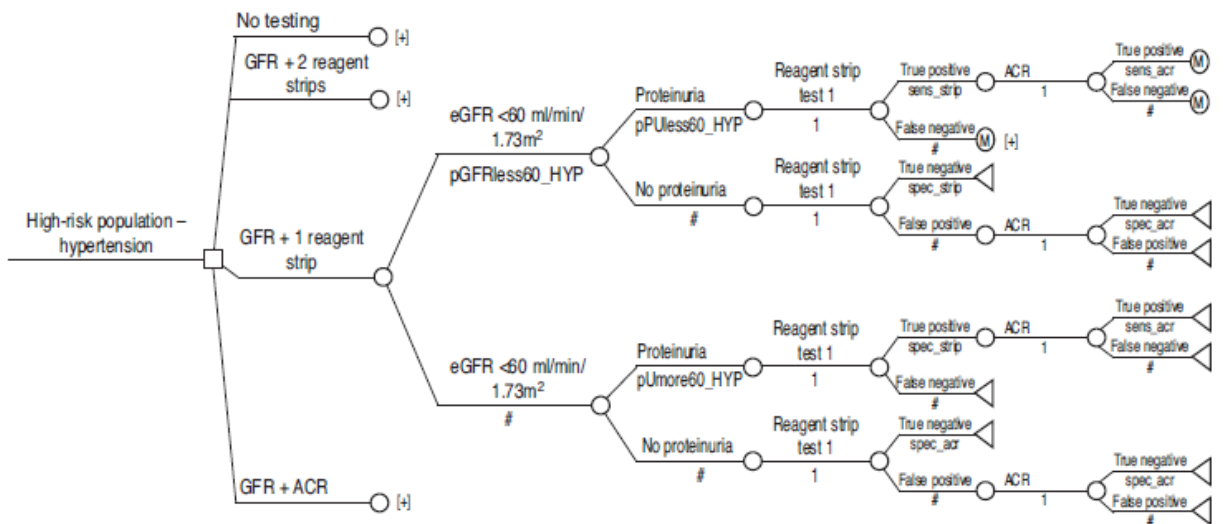 No testing
[+]
GFR + 2 reagent
strips
[+]
High-risk population –
hypertension
GFR + 1 reagent
strip
GFR + ACR
[+]
eGFR <60 ml/min/
1.73m²
pGFRless60_HYP
Proteinuria
pPUless60_HYP
Reagent strip
test 1
1
True positive
sens_strip
ACR
1
True positive
sens_acr
M
False negative
#
M
False negative
#
M
[+]
No proteinuria
#
Reagent strip
test 1
1
True negative
spec_strip
False positive
#
ACR
1
True negative
spec_acr
False positive
#
eGFR <60 ml/min/
1.73m²
#
Proteinuria
pUmore60_HYP
Reagent strip
test 1
1
True positive
spec_strip
ACR
1
True positive
sens_acr
False negative
#
False negative
#
No proteinuria
#
Reagent strip
test 1
1
True negative
spec_acr
False positive
#
ACR
1
True negative
spec_acr
False positive
#